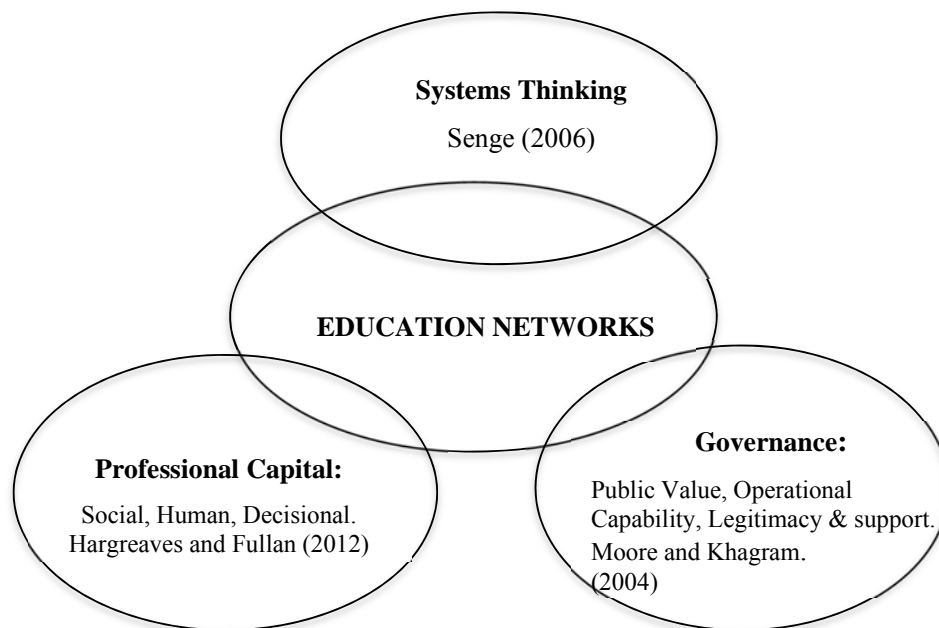 Systems Thinking
Senge (2006)
EDUCATION NETWORKS
Professional Capital:
Social, Human, Decisional.
Hargreaves and Fullan (2012)
Governance:
Public Value, Operational
Capability, Legitimacy & support.
Moore and Khagram.
(2004)